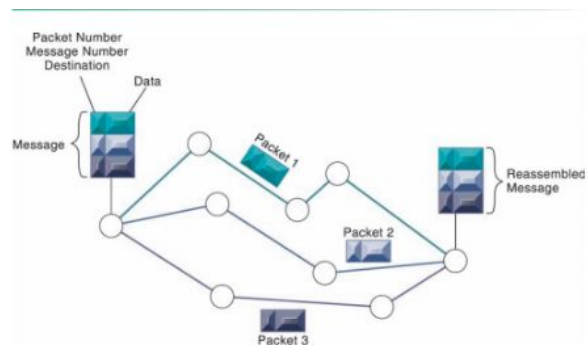 Packet Number
Message Number
Destination
Data
Message
Packet 1
Reassembled
Message
Packet 2
Packet 3